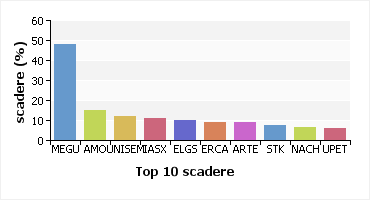 60
50
40
30
20
10
0
scadere (%)
MEGU AMO UNISEM IASX ELGS ERCA ARTE STK NACH UPET
Top 10 scadere